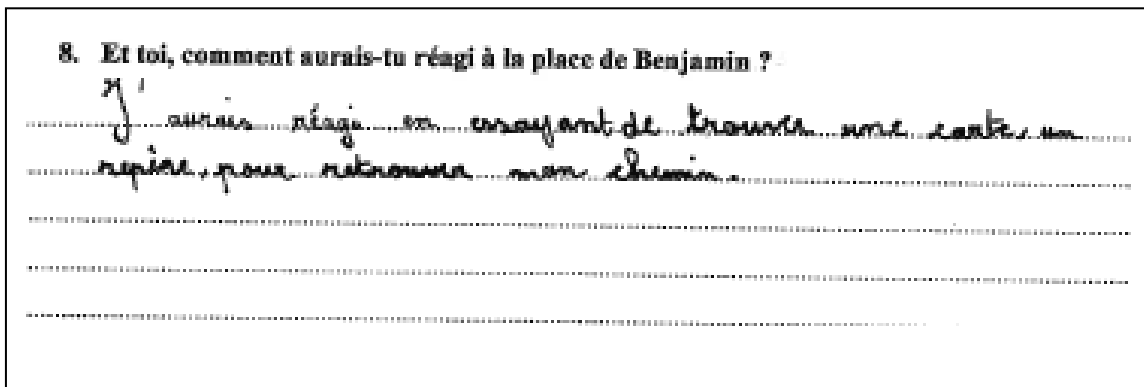 8. Et toi, comment aurais-tu réagi à la place de Benjamin ?
J'aurais réagi en essayant de trouver une carte, un
repère, pour retrouver mon chemin.